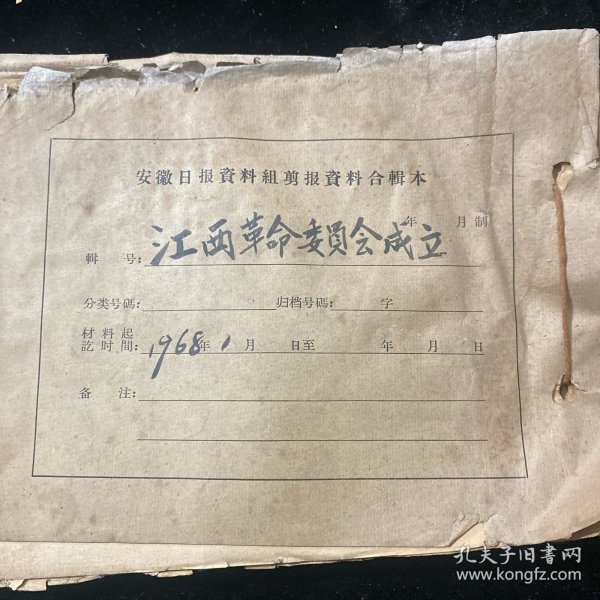 安徽日报資料組剪报資料合輯本
年 月制
輯 号: 江西革命委員会成立
分类号碼: 归档号碼: 字
材料起
訖時間: 1968年1月 日至 年 月 日
备 注:
孔夫子旧書网
www.kongfz.com